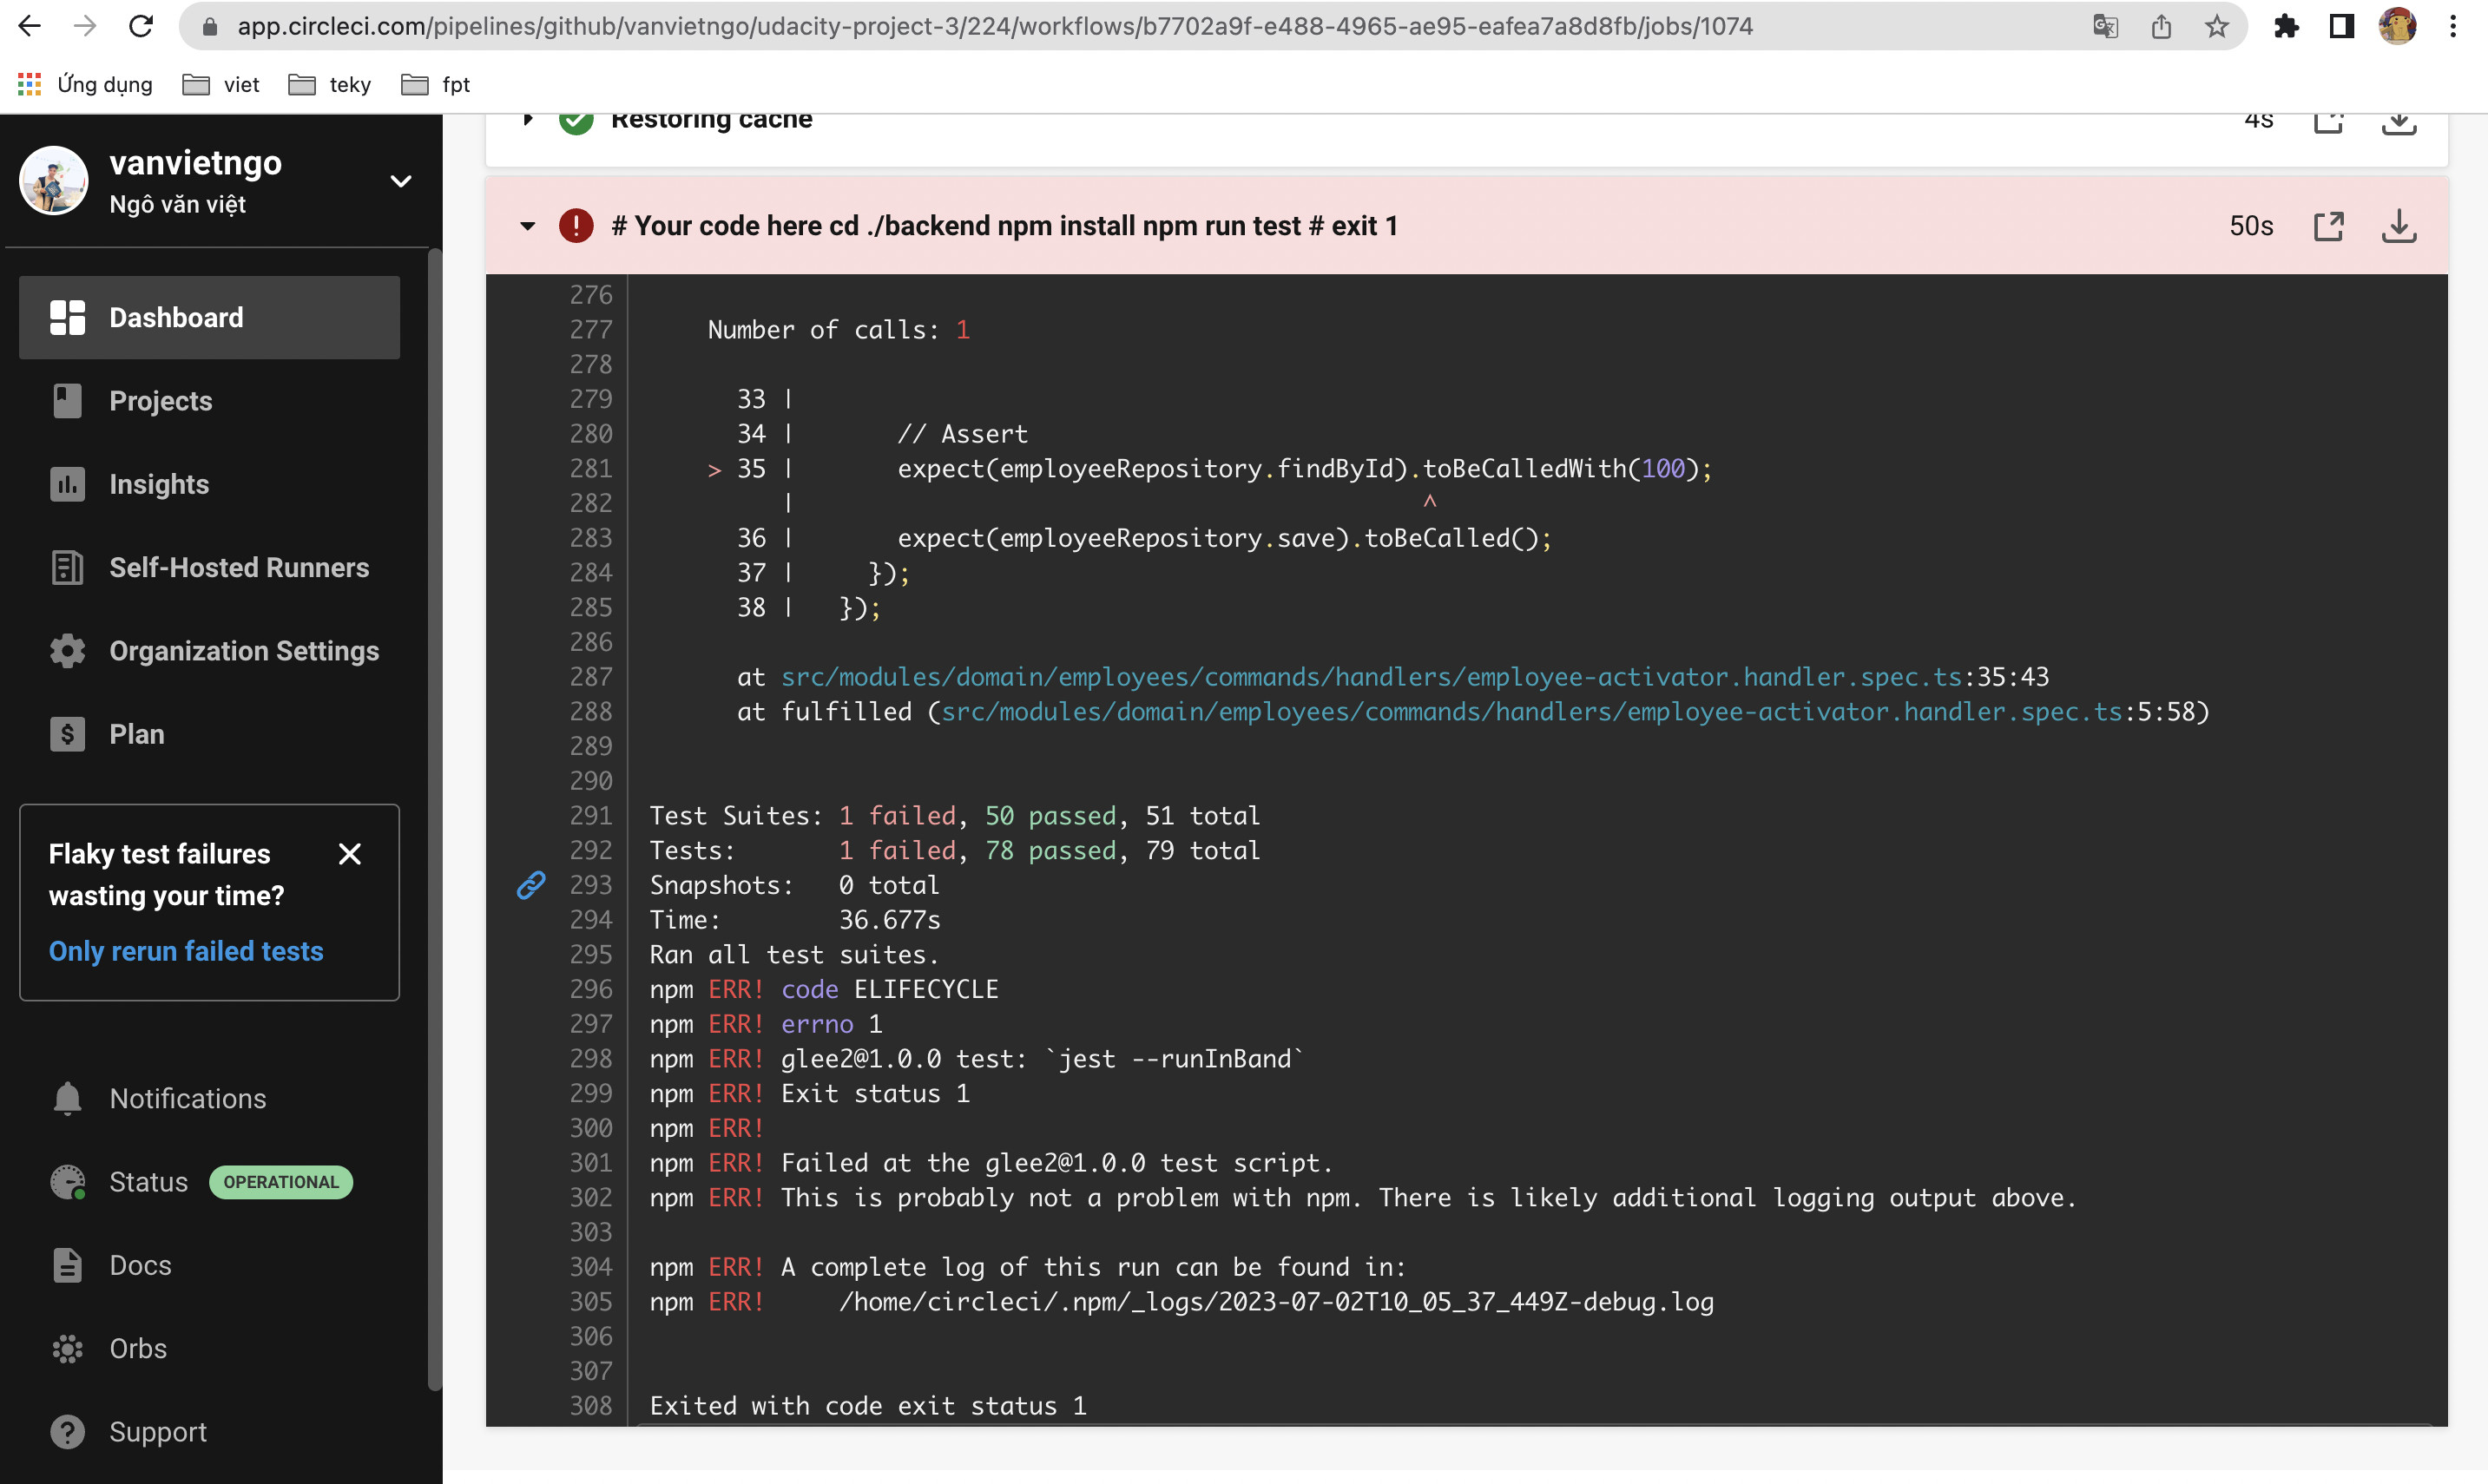 app.circleci.com/pipelines/github/vanvietngo/udacity-project-3/224/workflows/b7702a9f-e488-4965-ae95-eafea7a8d8fb/jobs/1074
Ứng dụng
viet
teky
fpt
vanvietngo
Ngô văn việt
Dashboard
Projects
Insights
Self-Hosted Runners
Organization Settings
$ Plan
Flaky test failures
wasting your time?
Only rerun failed tests
Notifications
Status OPERATIONAL
Docs
Orbs
? Support
Restoring cache 4s
! # Your code here cd ./backend npm install npm run test # exit 1 50s
276
277 Number of calls: 1
278
279 33 |
280 34 | // Assert
281 > 35 | expect(employeeRepository.findById).toBeCalledWith(100);
282 | ^
283 36 | expect(employeeRepository.save).toBeCalled();
284 37 | });
285 38 | });
286
287 at src/modules/domain/employees/commands/handlers/employee-activator.handler.spec.ts:35:43
288 at fulfilled (src/modules/domain/employees/commands/handlers/employee-activator.handler.spec.ts:5:58)
289
290
291 Test Suites: 1 failed, 50 passed, 51 total
292 Tests: 1 failed, 78 passed, 79 total
293 Snapshots: 0 total
294 Time: 36.677s
295 Ran all test suites.
296 npm ERR! code ELIFECYCLE
297 npm ERR! errno 1
298 npm ERR! glee2@1.0.0 test: `jest --runInBand`
299 npm ERR! Exit status 1
300 npm ERR!
301 npm ERR! Failed at the glee2@1.0.0 test script.
302 npm ERR! This is probably not a problem with npm. There is likely additional logging output above.
303
304 npm ERR! A complete log of this run can be found in:
305 npm ERR! /home/circleci/.npm/_logs/2023-07-02T10_05_37_449Z-debug.log
306
307
308 Exited with code exit status 1